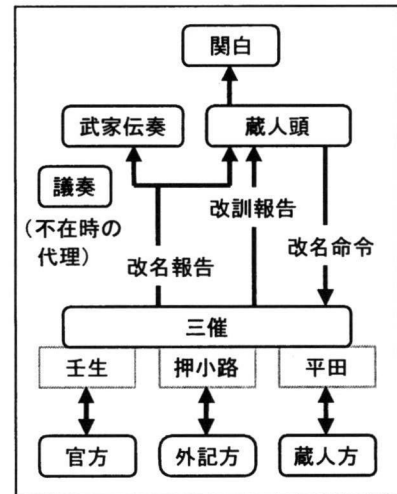 関白
武家伝奏
蔵人頭
議奏
(不在時の
代理)
改訓報告
改名報告
改名命令
三催
壬生
押小路
平田
官方
外記方
蔵人方